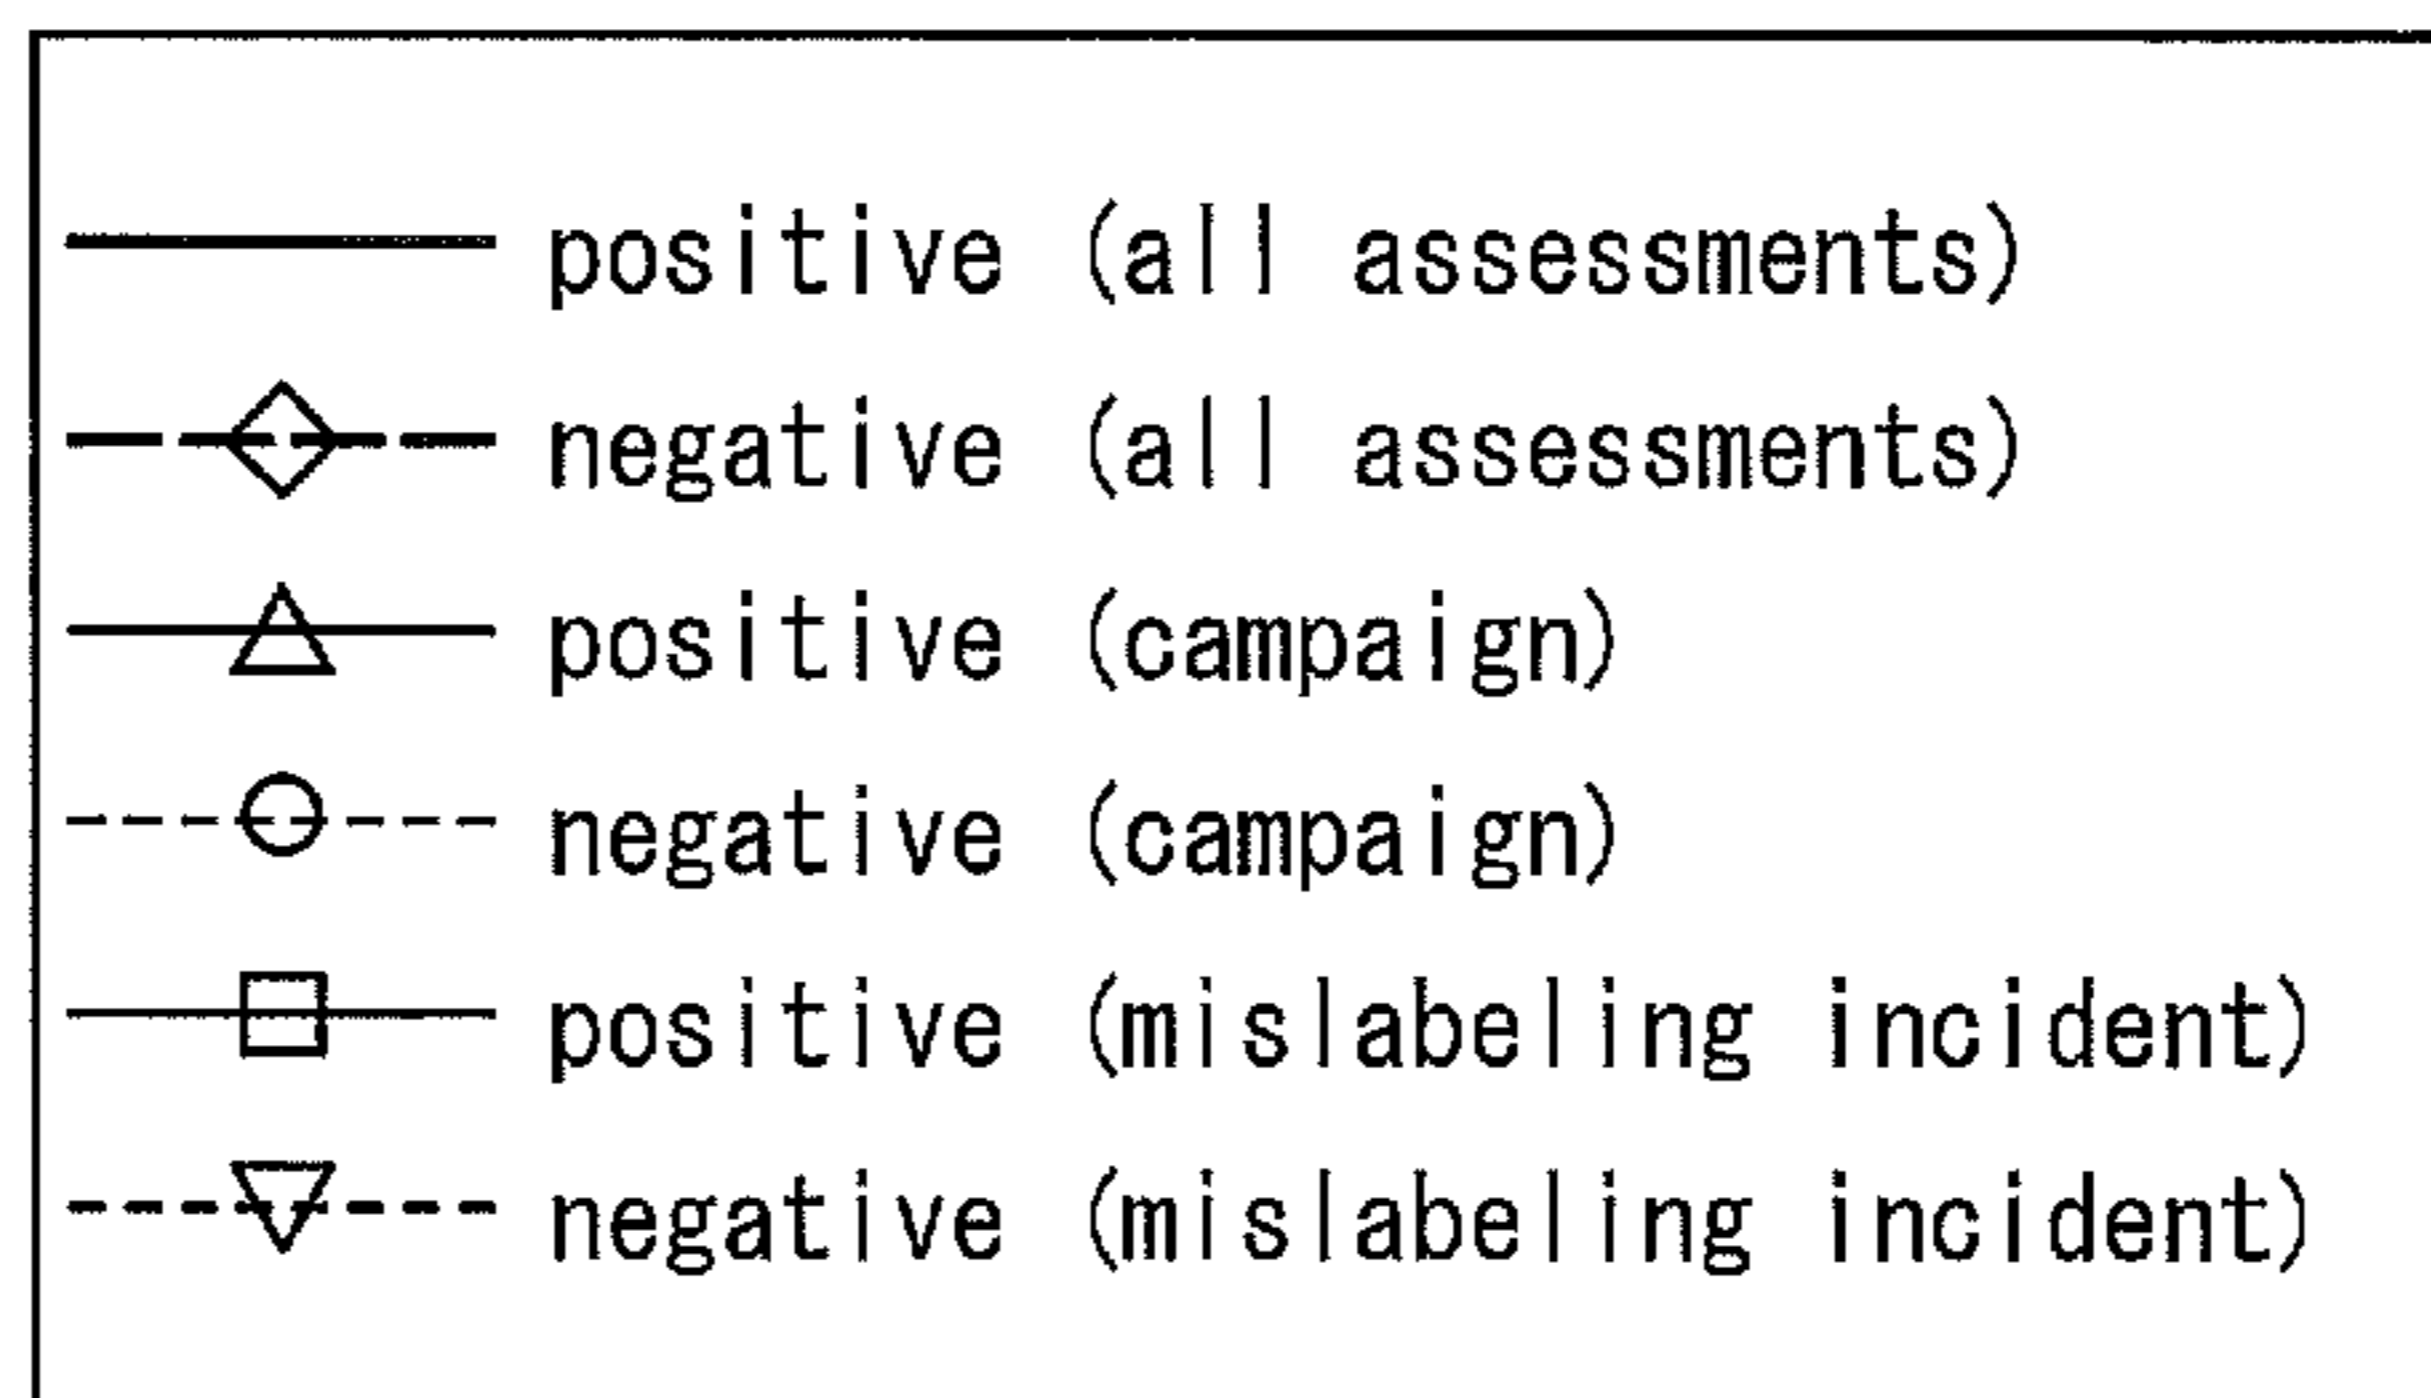 positive (all assessments)
negative (all assessments)
positive (campaign)
negative (campaign)
positive (mislabeling incident)
negative (mislabeling incident)